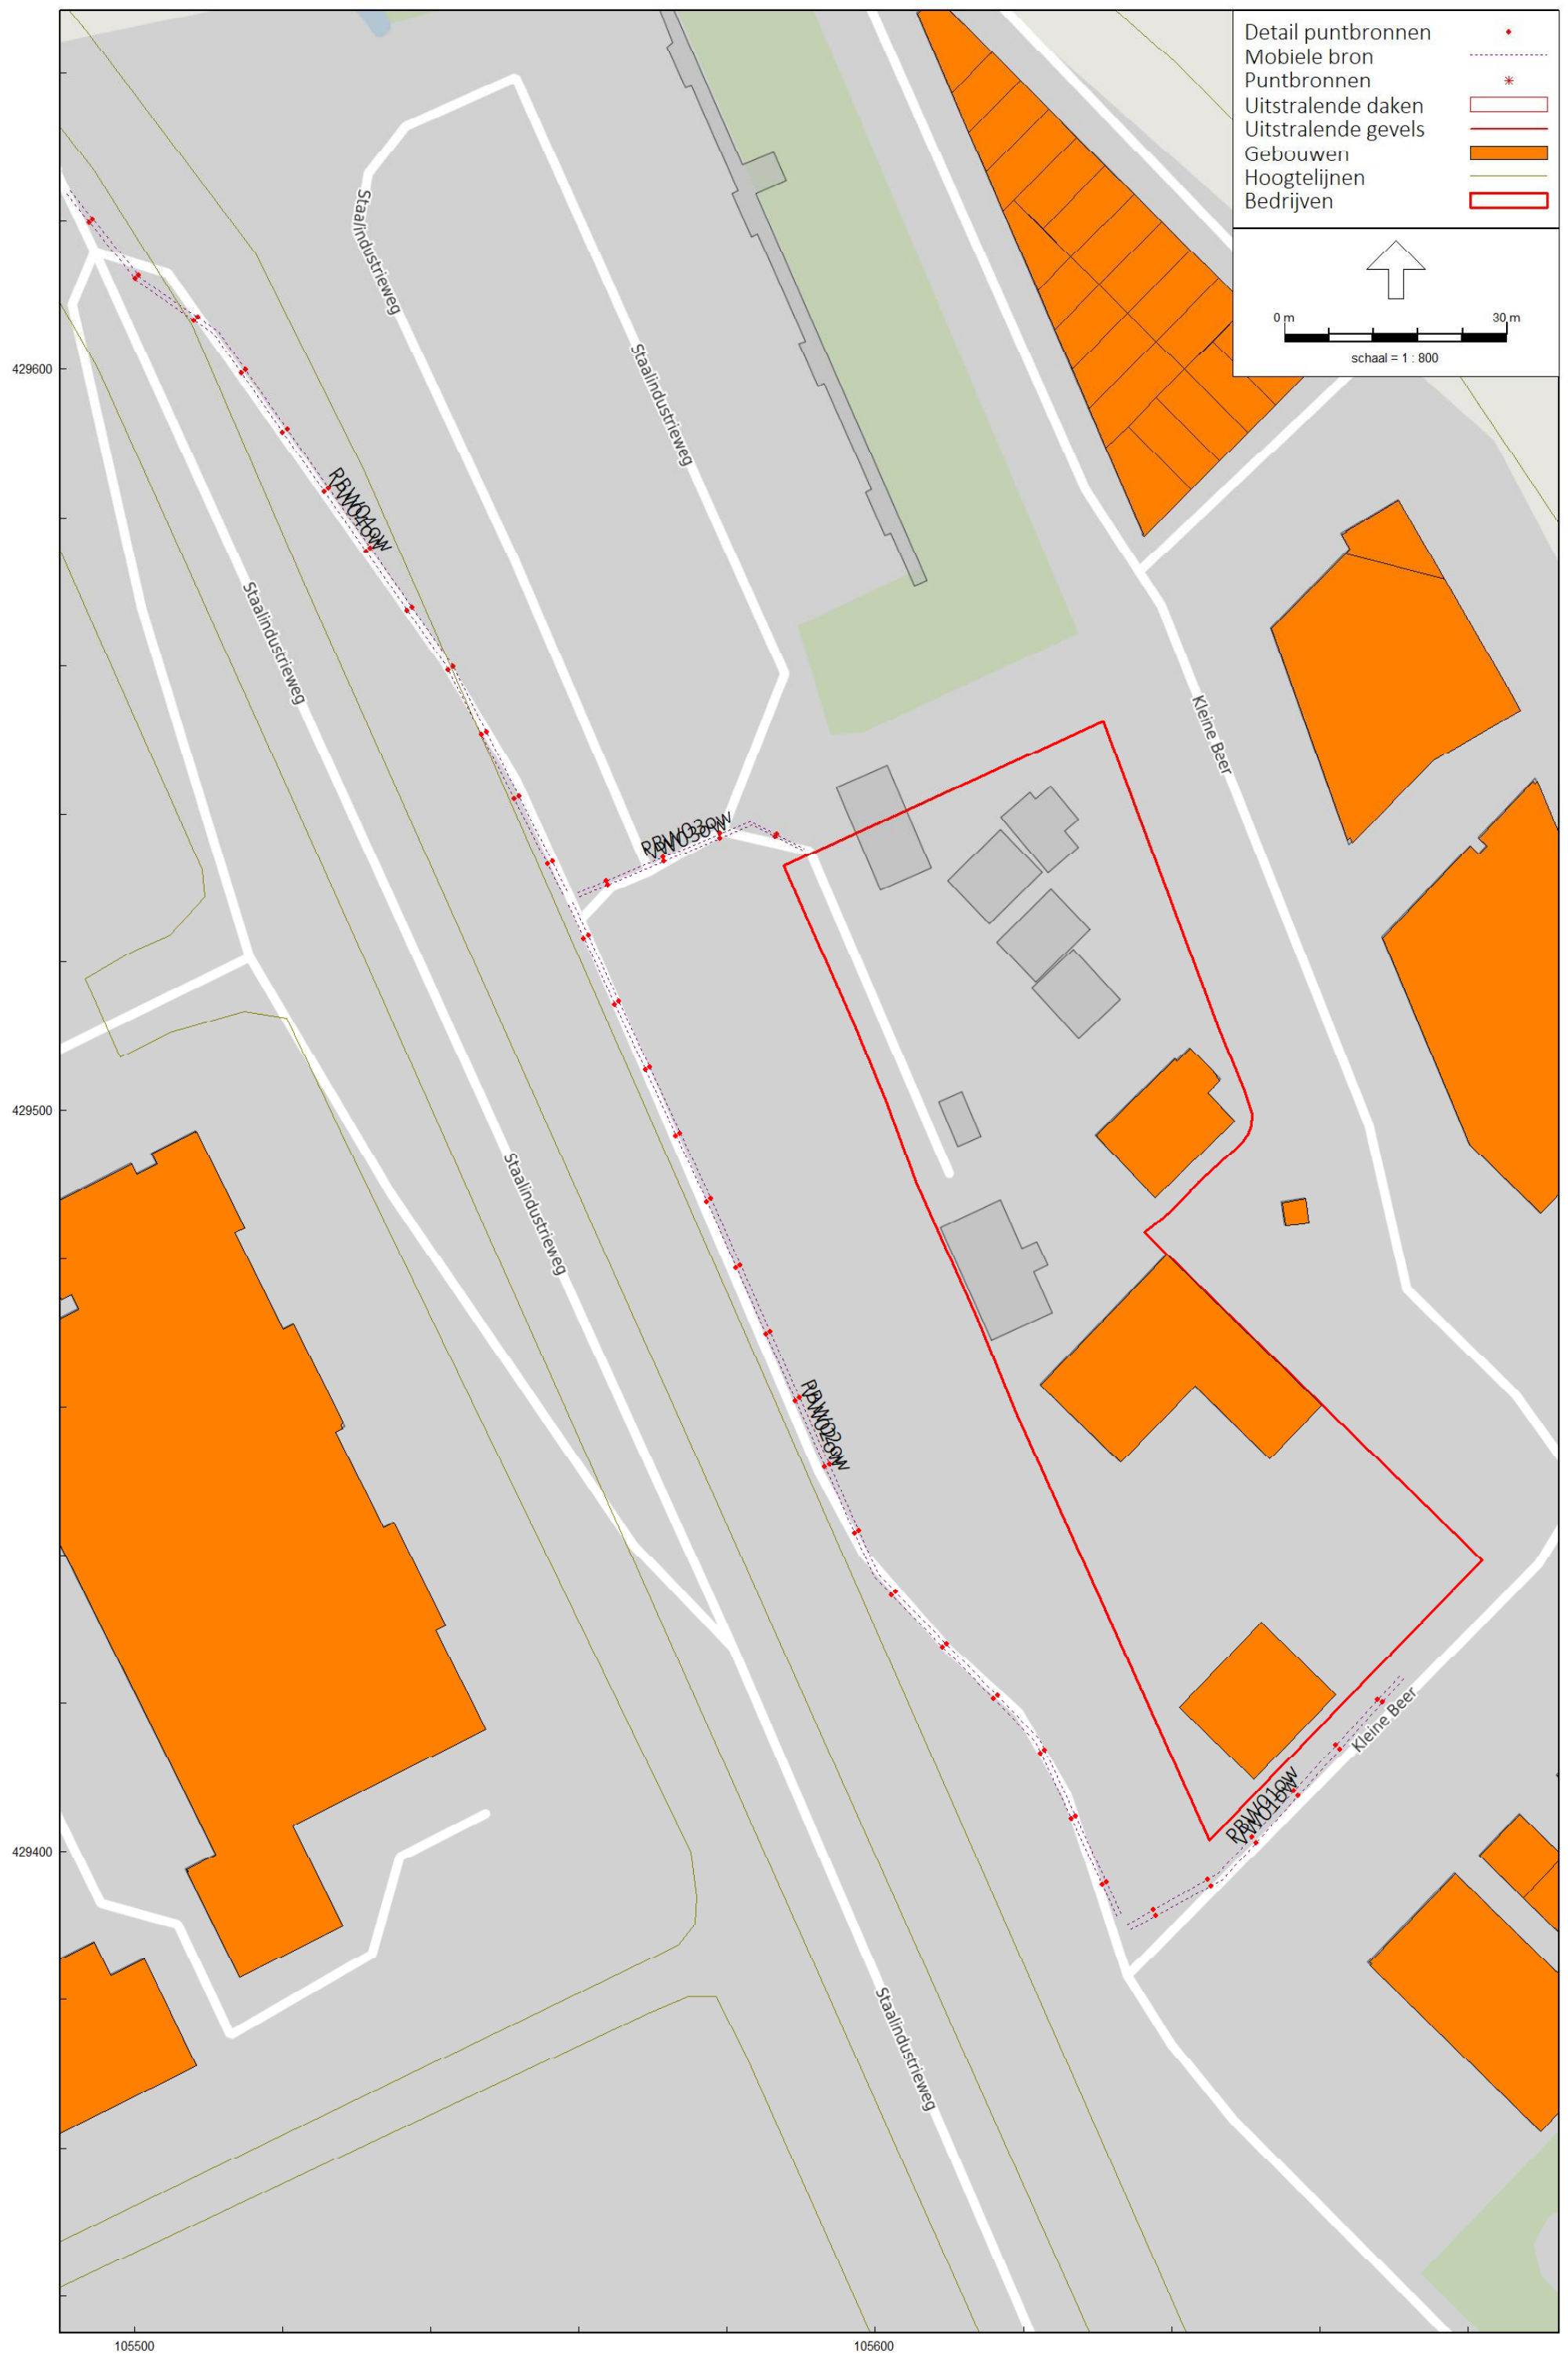 Detail puntbronnen
Mobiele bron
Puntbronnen
Uitstralende daken
Uitstralende gevels
Gebouwen
Hoogtelijnen
Bedrijven
0 m
30 m
schaal = 1 : 800
Staalindustrieweg
Staalindustrieweg
429600
Staalindustrieweg
Kleine Beer
429500
Staalindustrieweg
Kleine Beer
429400
Staalindustrieweg
105500
105600